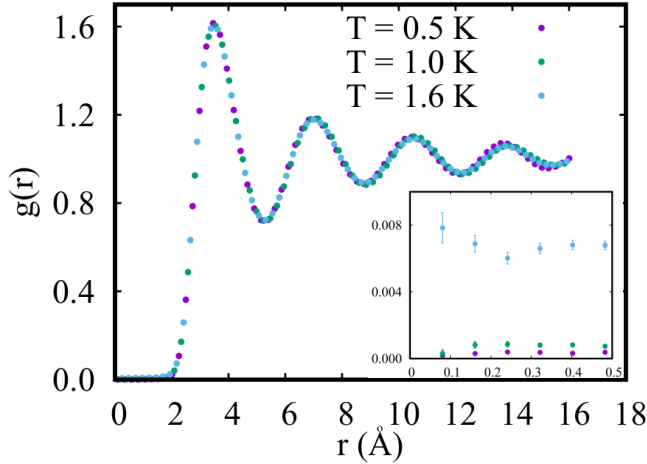 1.6
1.2
0.8
0.4
0.0
g(r)
T = 0.5 K
T = 1.0 K
T = 1.6 K
0.008
0.004
0.000
0 0.1 0.2 0.3 0.4 0.5
0 2 4 6 8 10 12 14 16 18
r (Å)